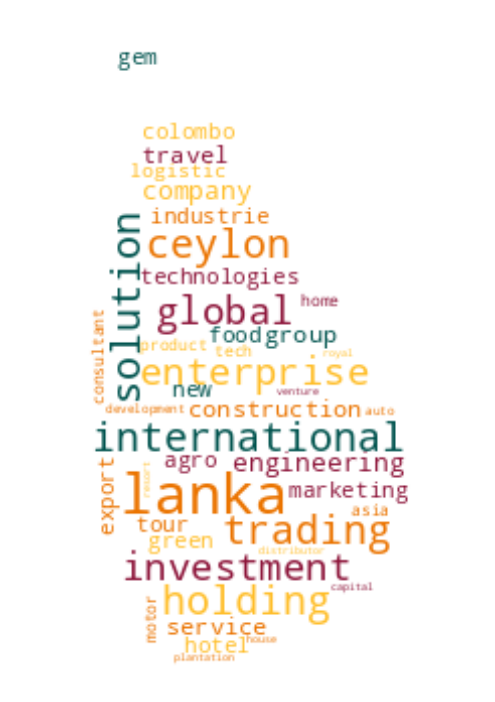 gem
colombo
travel
logistic
company
industrie
solution
ceylon
technologies
global
home
consultant
food
group
product
tech
royal
enterprise
new
venture
development
construction
auto
international
agro
engineering
export
resort
lanka
marketing
asia
tour
trading
green
distributor
investment
capital
motor
holding
service
hotel
house
plantation